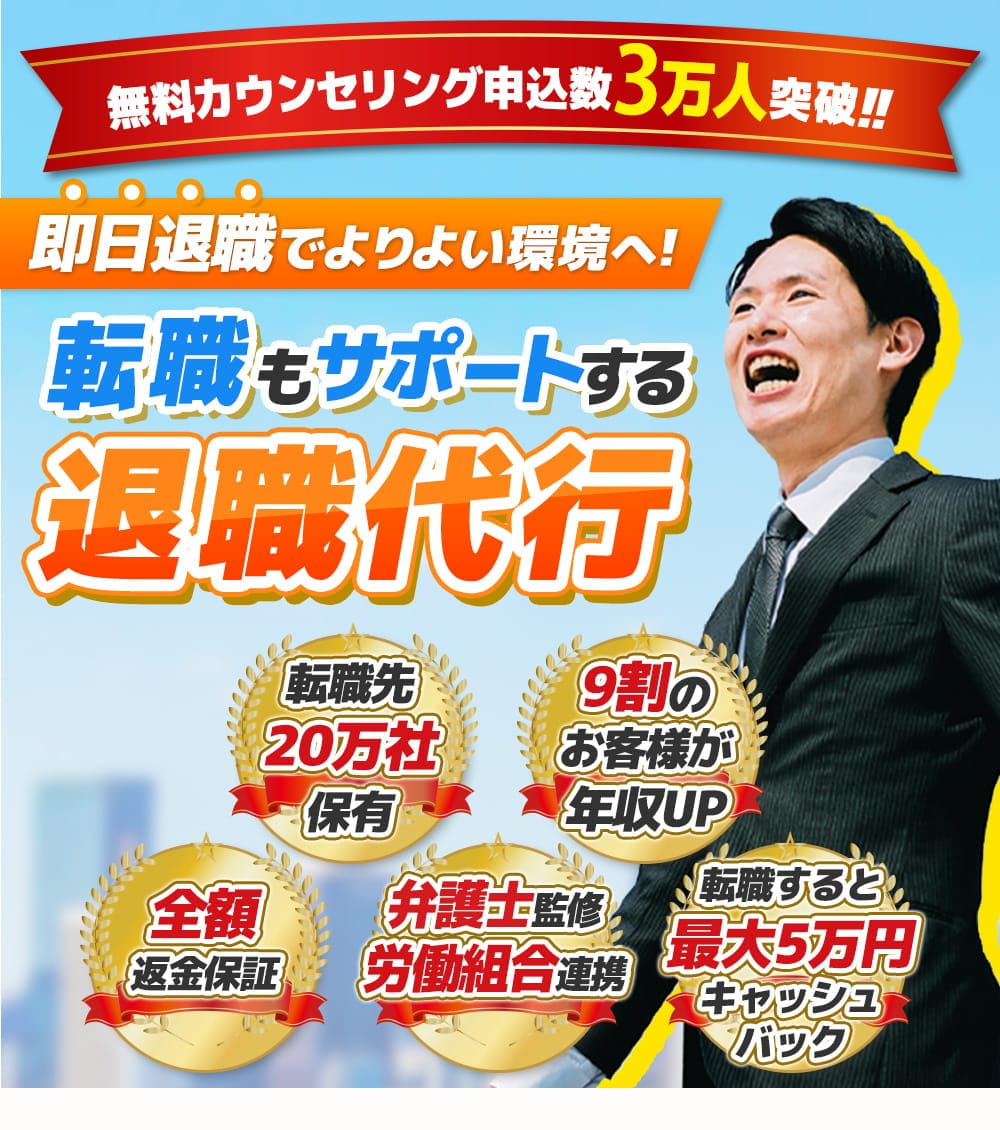 無料カウンセリング申込数3万人突破!!
即日退職でよりよい環境へ!
転職もサポートする
退職代行
転職先
20万社
保有
9割の
お客様が
年収UP
全額
返金保証
弁護士監修
労働組合連携
転職すると
最大5万円
キャッシュ
バック